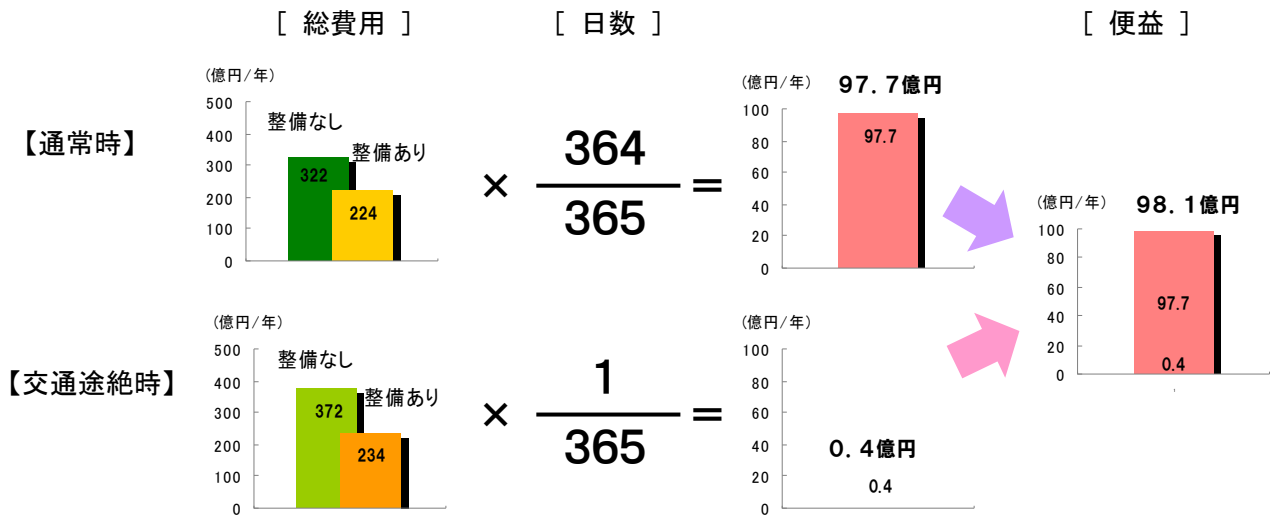 [ 総費用 ]
[ 日数 ]
[ 便益 ]
【通常時】
(億円/年)
500
400
300
200
100
0
整備なし
整備あり
322
224
×
364
365
=
(億円/年)
97.7億円
100
80
60
40
20
0
97.7
(億円/年)
98.1億円
100
80
60
40
20
0
97.7
0.4
【交通途絶時】
(億円/年)
500
400
300
200
100
0
整備なし
整備あり
372
234
×
1
365
=
(億円/年)
100
80
60
40
20
0
0.4億円
0.4